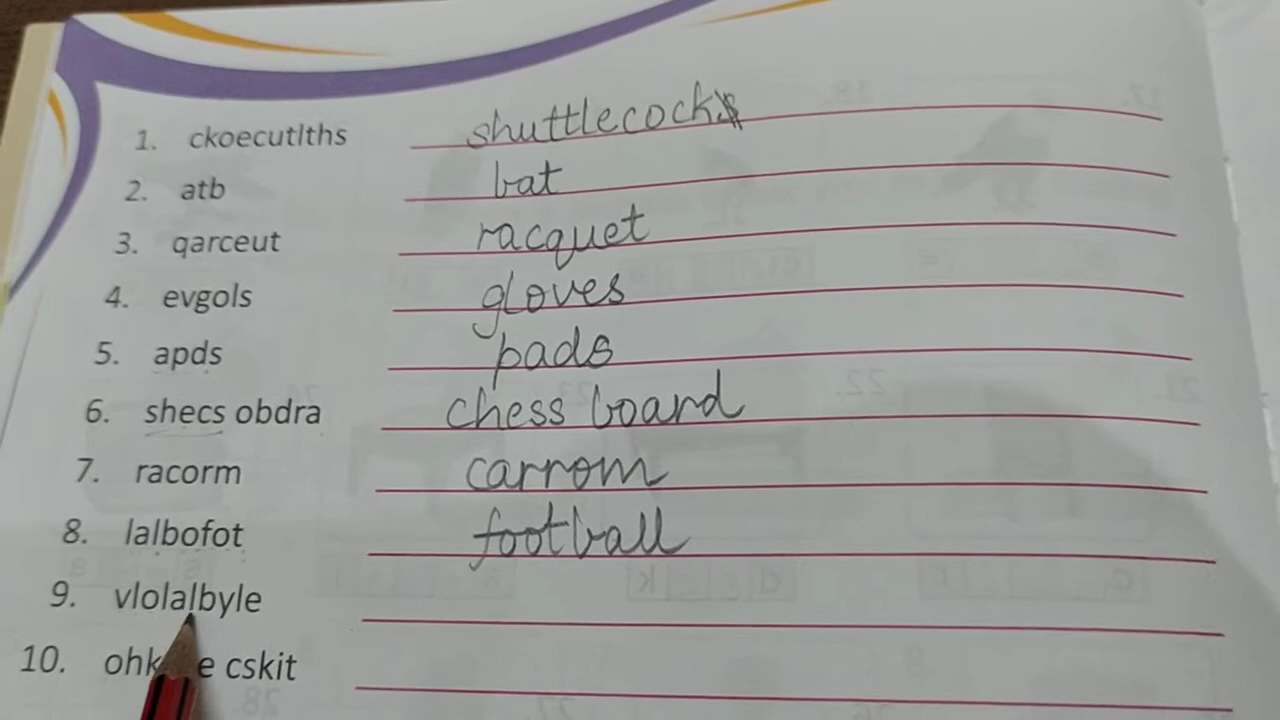 1. ckoecutlths shuttlecock
2. atb bat
3. qarceut racquet
4. evgols gloves
5. apds pads
6. shecs obdra chess board
7. racorm carrom
8. lalbofot football
9. vlolalbyle
10. cskit